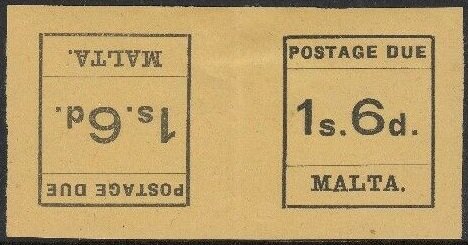 POSTAGE DUE
1s. 6d.
MALTA.
POSTAGE DUE
1s. 6d.
MALTA.